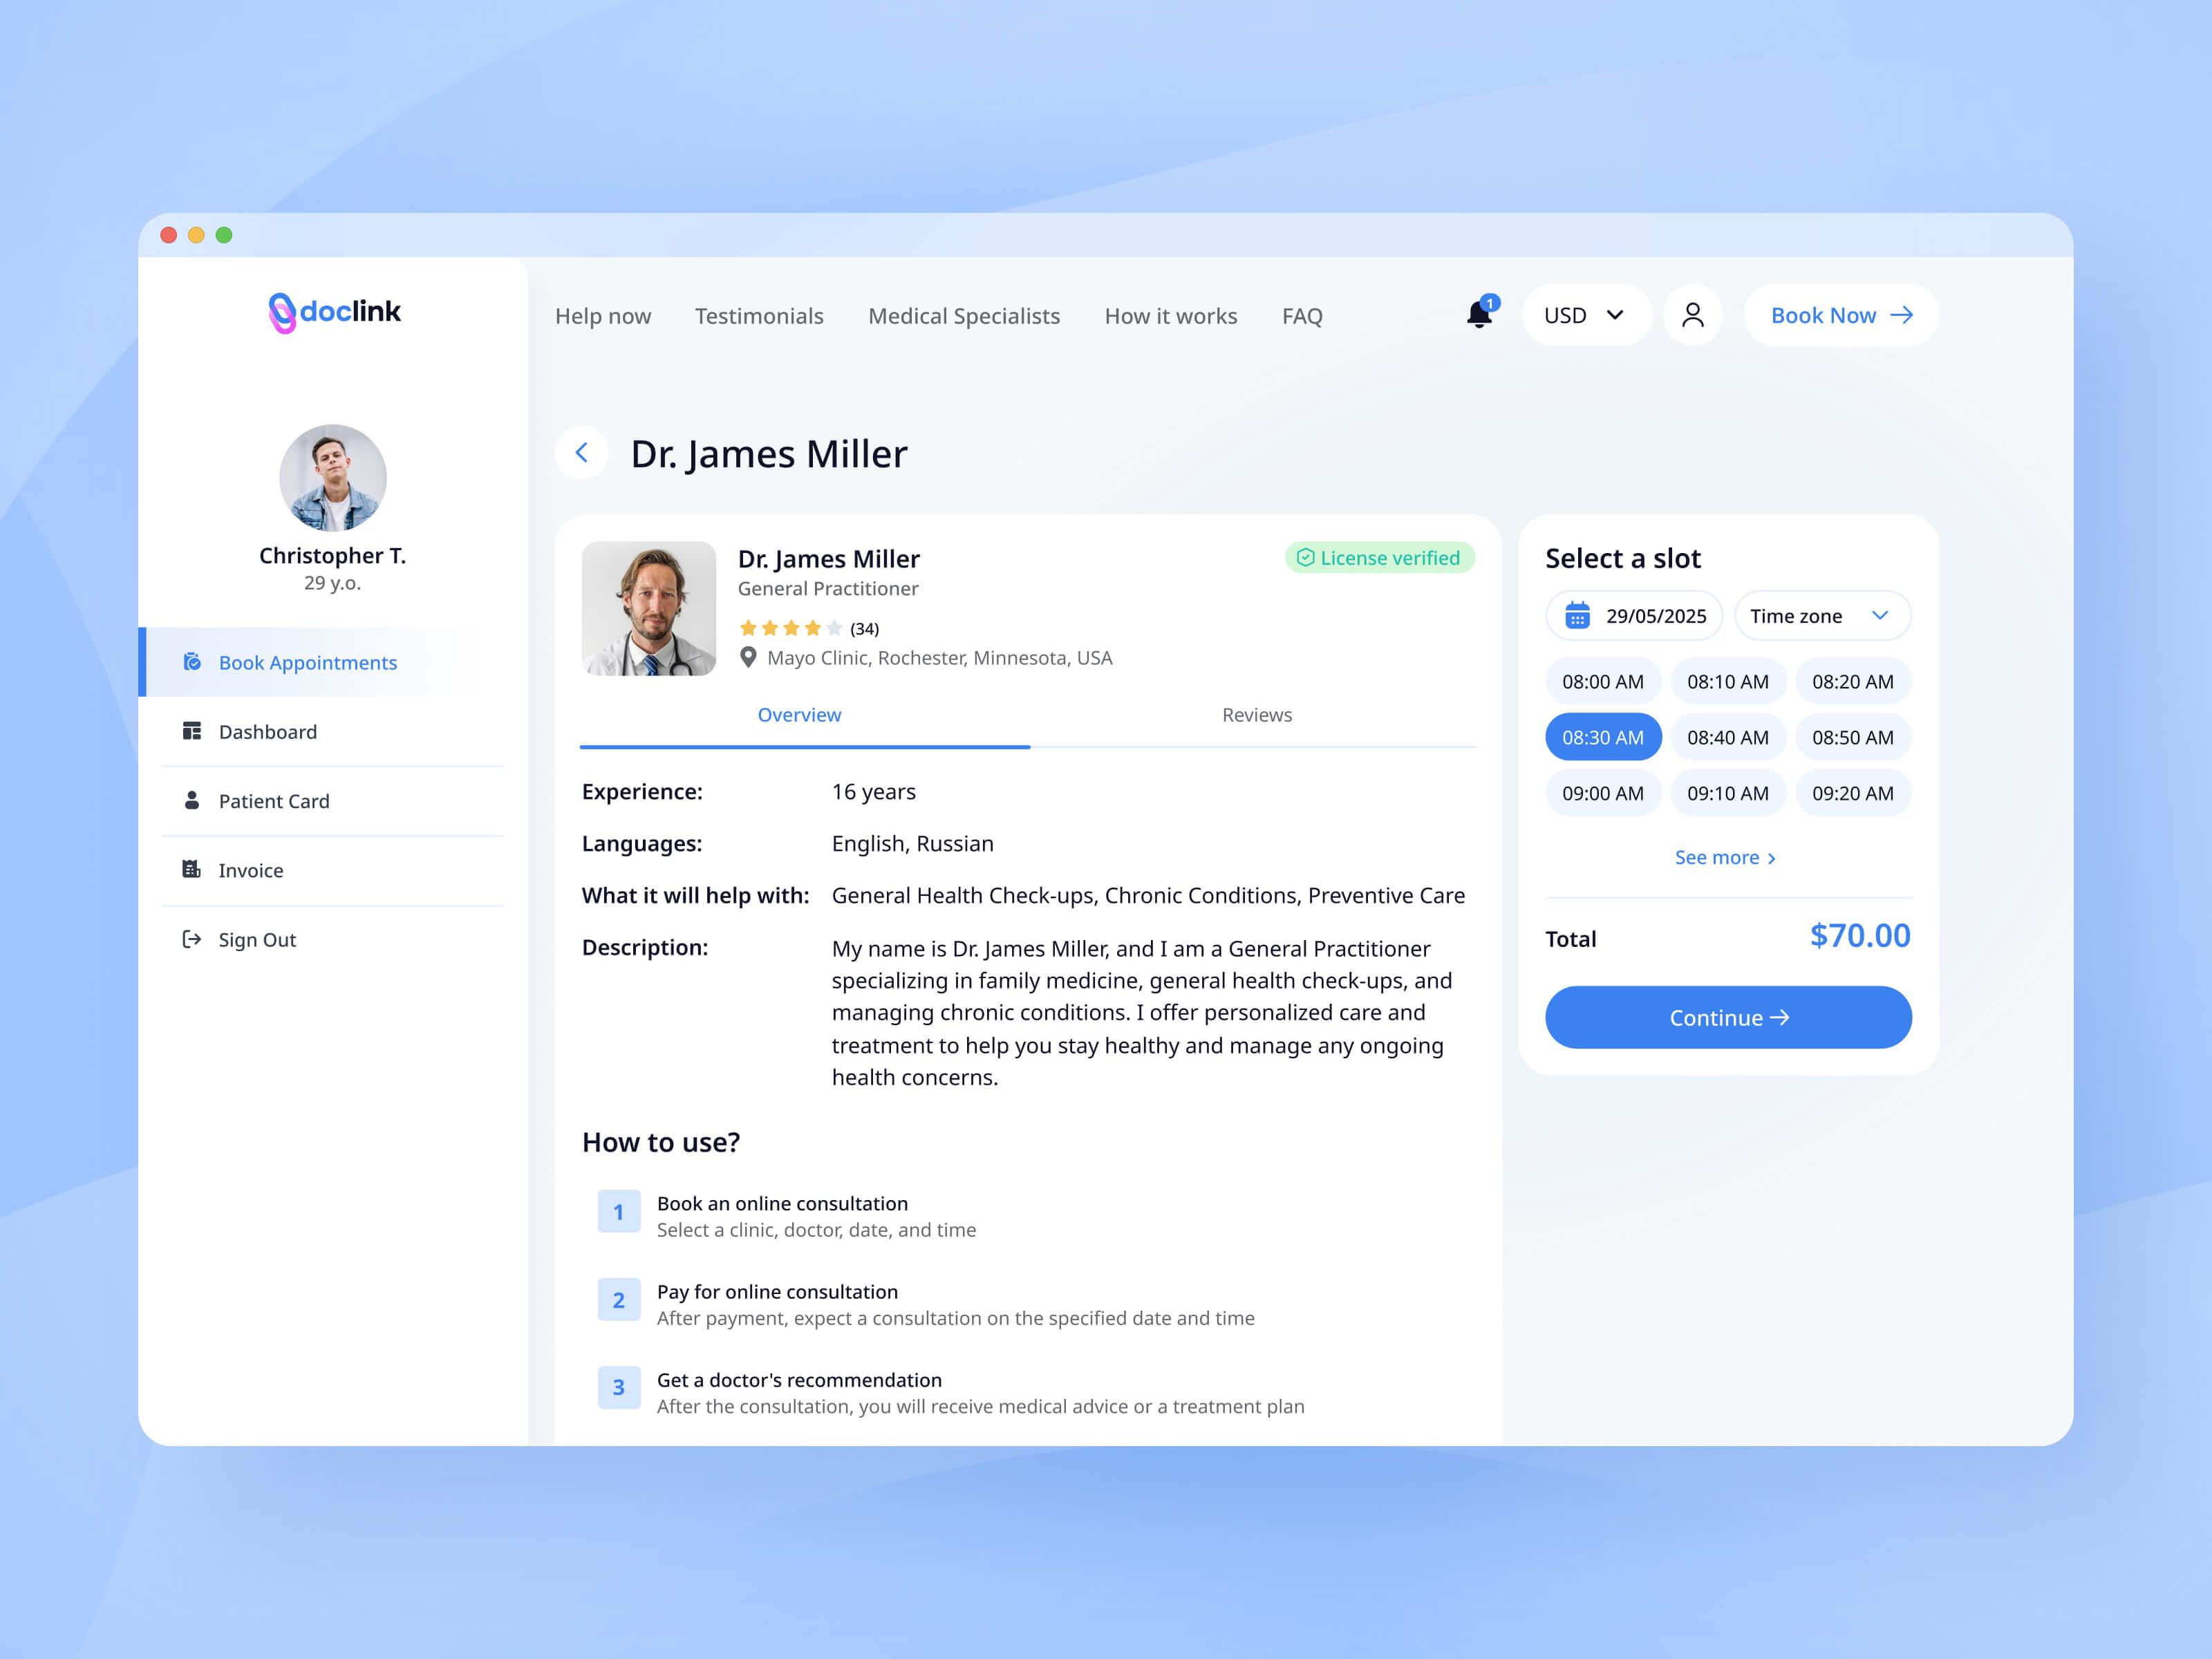 doclink
Help now
Testimonials
Medical Specialists
How it works
FAQ
1
USD
Book Now
Christopher T.
29 y.o.
Book Appointments
Dashboard
Patient Card
Invoice
Sign Out
Dr. James Miller
Dr. James Miller
License verified
General Practitioner
(34)
Mayo Clinic, Rochester, Minnesota, USA
Overview
Reviews
Experience: 16 years
Languages: English, Russian
What it will help with: General Health Check-ups, Chronic Conditions, Preventive Care
Description: My name is Dr. James Miller, and I am a General Practitioner
specializing in family medicine, general health check-ups, and
managing chronic conditions. I offer personalized care and
treatment to help you stay healthy and manage any ongoing
health concerns.
How to use?
1
Book an online consultation
Select a clinic, doctor, date, and time
2
Pay for online consultation
After payment, expect a consultation on the specified date and time
3
Get a doctor's recommendation
After the consultation, you will receive medical advice or a treatment plan
Select a slot
29/05/2025
Time zone
08:00 AM 08:10 AM 08:20 AM
08:30 AM 08:40 AM 08:50 AM
09:00 AM 09:10 AM 09:20 AM
See more
Total $70.00
Continue